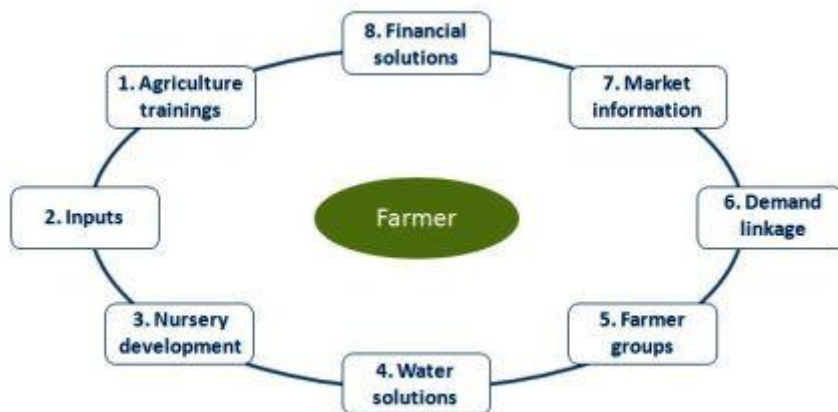 8. Financial
solutions
1. Agriculture
trainings
7. Market
information
2. Inputs
Farmer
6. Demand
linkage
3. Nursery
development
5. Farmer
groups
4. Water
solutions